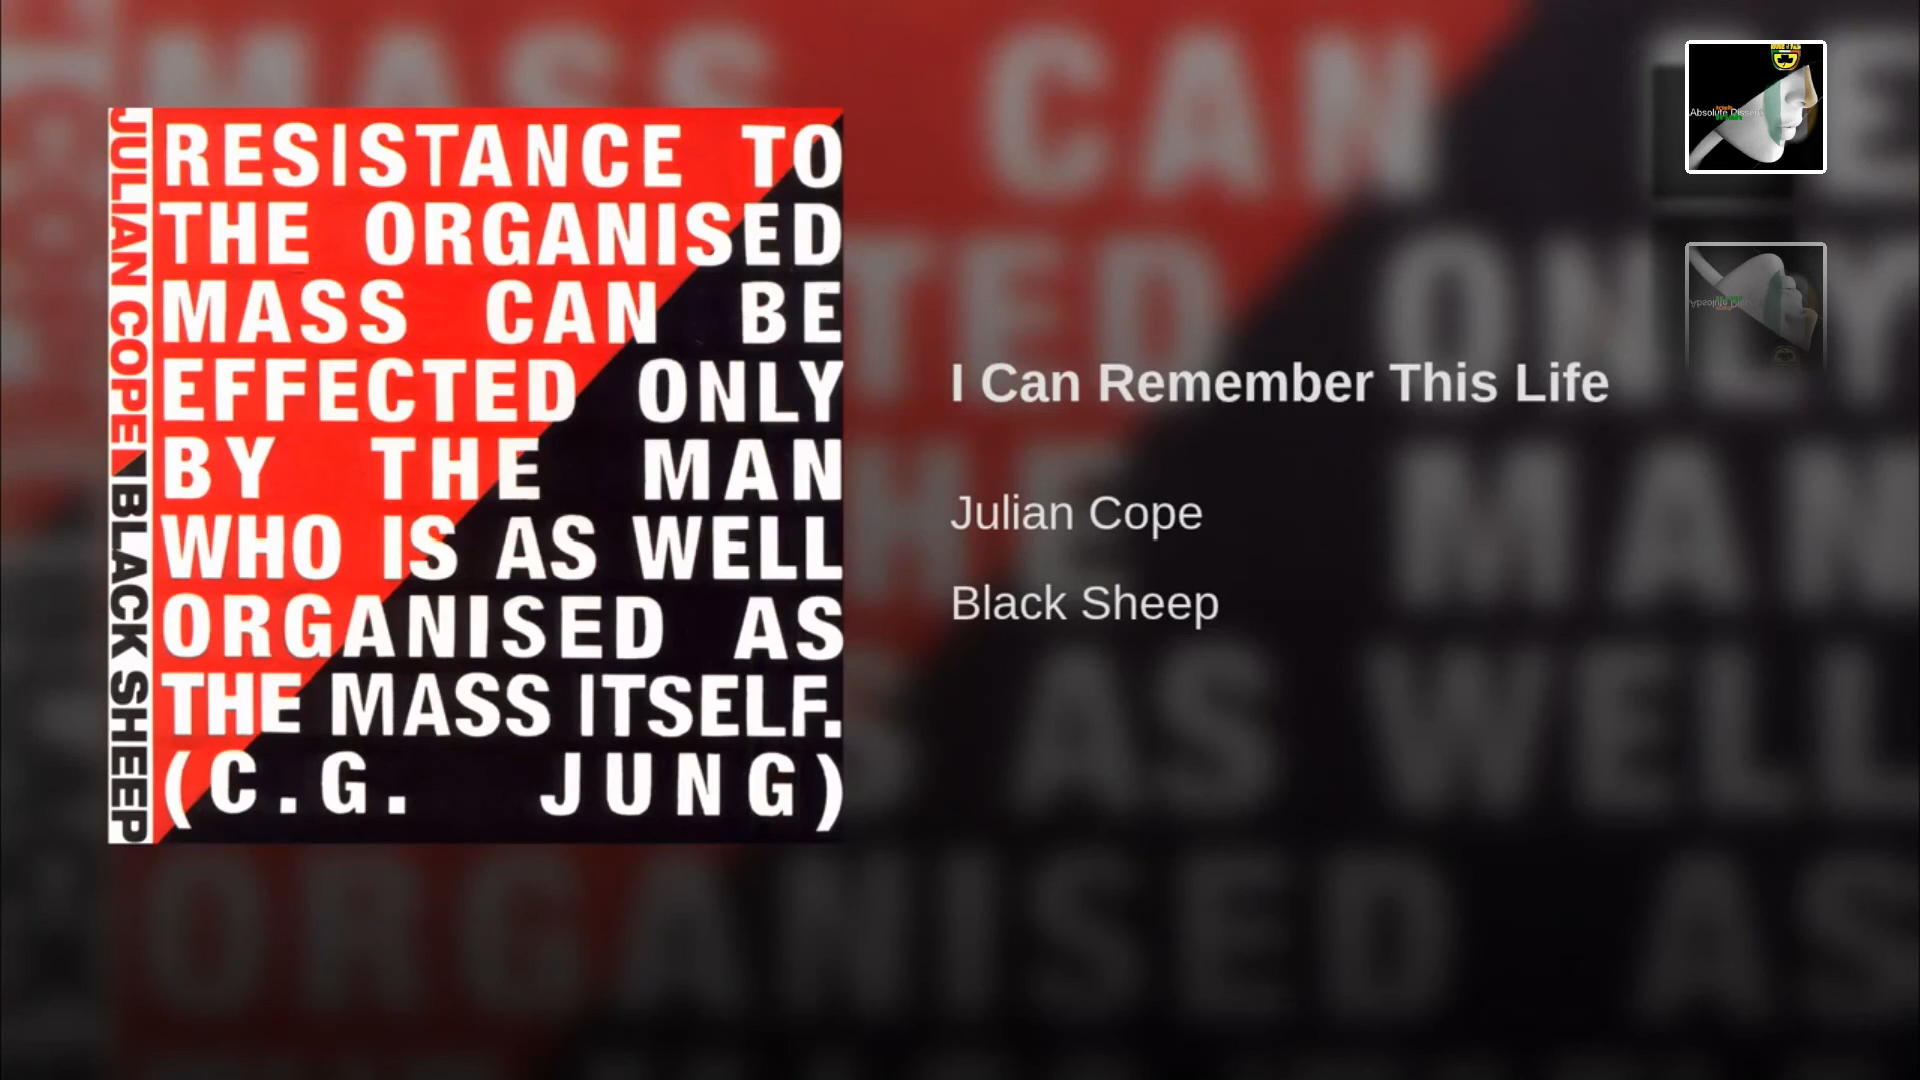 JULIAN COPE BLACK SHEEP
RESISTANCE TO
THE ORGANISED
MASS CAN BE
EFFECTED ONLY
BY THE MAN
WHO IS AS WELL
ORGANISED AS
THE MASS ITSELF.
(C.G. JUNG)
I Can Remember This Life
Julian Cope
Black Sheep